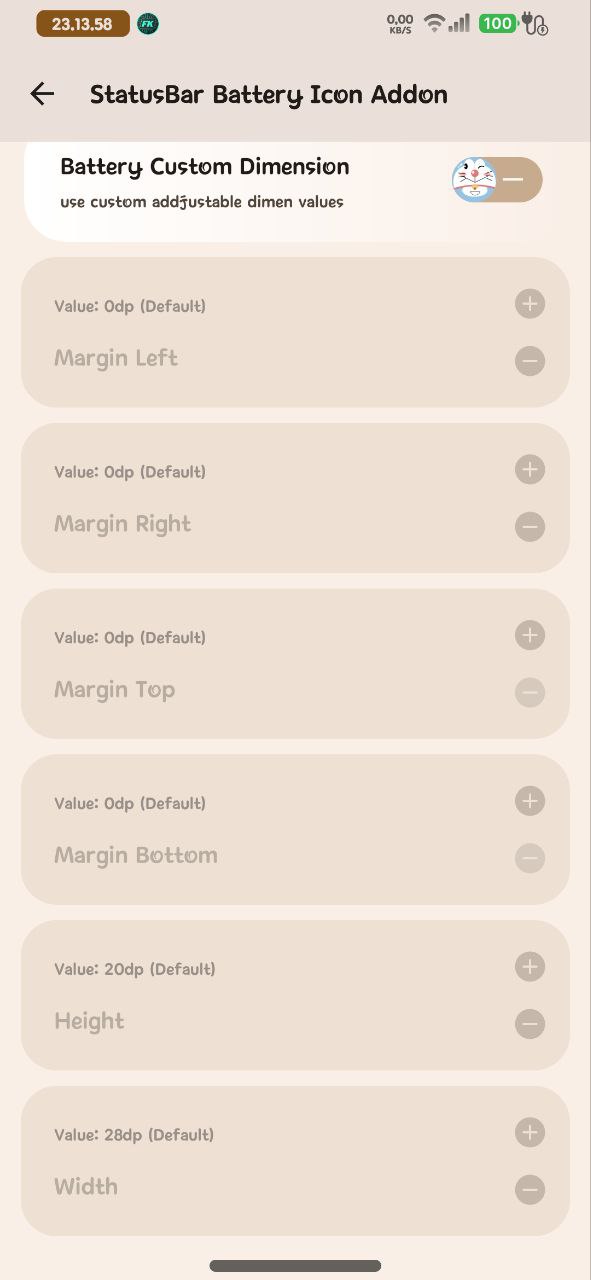 23.13.58
FK
0,00
KB/S
100
StatusBar Battery Icon Addon
Battery Custom Dimension
use custom addjustable dimen values
Value: 0dp (Default)
Margin Left
Value: 0dp (Default)
Margin Right
Value: 0dp (Default)
Margin Top
Value: 0dp (Default)
Margin Bottom
Value: 20dp (Default)
Height
Value: 28dp (Default)
Width